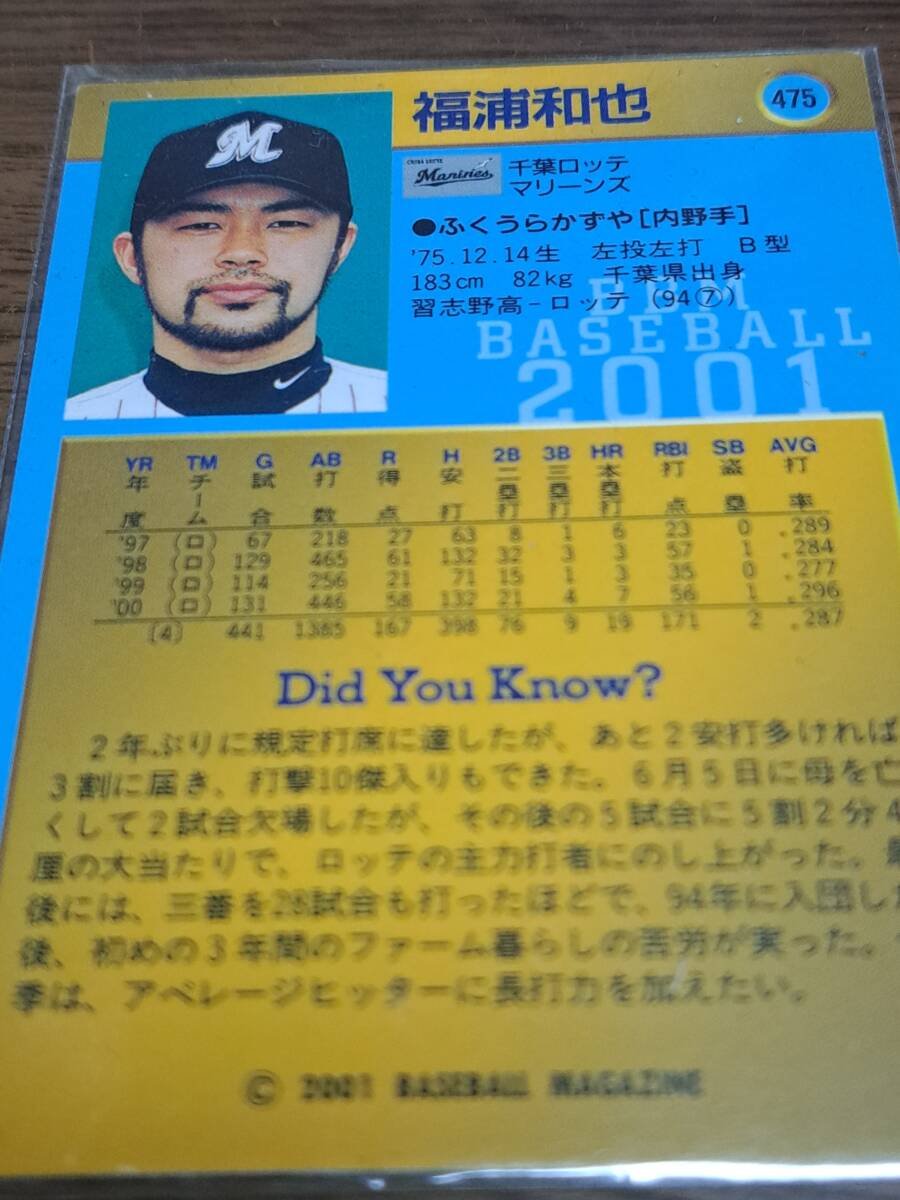 福浦和也
475
M
CHIBA LOTTE
Marines
千葉ロッテ
マリーンズ
●ふくうらかずや[内野手]
'75.12.14生 左投左打 B型
183cm 82kg 千葉県出身
習志野高-ロッテ(94⑦)
BBM
BASEBALL
2001
YR TM G AB R H 2B 3B HR RBI SB AVG
年度 チーム 試合 打数 得点 安打 二塁打 三塁打 本塁打 打点 盗塁 打率
'97 (ロ) 67 218 27 63 8 1 6 23 0 .289
'98 (ロ) 129 465 61 132 32 3 3 57 1 .284
'99 (ロ) 114 256 21 71 15 1 3 35 0 .277
'00 (ロ) 131 446 58 132 21 4 7 56 1 .296
(4) 441 1385 167 398 76 9 19 171 2 .287
Did You Know?
2年ぶりに規定打席に達したが、あと2安打多ければ
3割に届き、打撃10傑入りもできた。6月5日に母を亡
くして2試合欠場したが、その後の5試合に5割2分4
厘の大当たりで、ロッテの主力打者にのし上がった。最
後には、三番を28試合も打ったほどで、94年に入団した
後、初めの3年間のファーム暮らしの苦労が実った。
季は、アベレージヒッターに長打力を加えたい。
© 2001 BASEBALL MAGAZINE